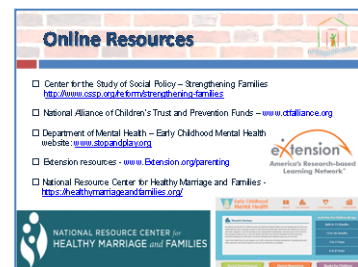 Online Resources
Center for the Study of Social Policy – Strengthening Families
http://www.cssp.org/reform/strengthening-families
National Alliance of Children's Trust and Prevention Funds – www.ctfalliance.org
Department of Mental Health – Early Childhood Mental Health
website: www.stopandplay.org
Extension resources - www.Extension.org/parenting
National Resource Center for Healthy Marriage and Families -
https://healthymarriageandfamilies.org/
eXtension
America's Research-based
Learning Network™
NATIONAL RESOURCE CENTER for
HEALTHY MARRIAGE and FAMILIES
Early Childhood
Mental Health